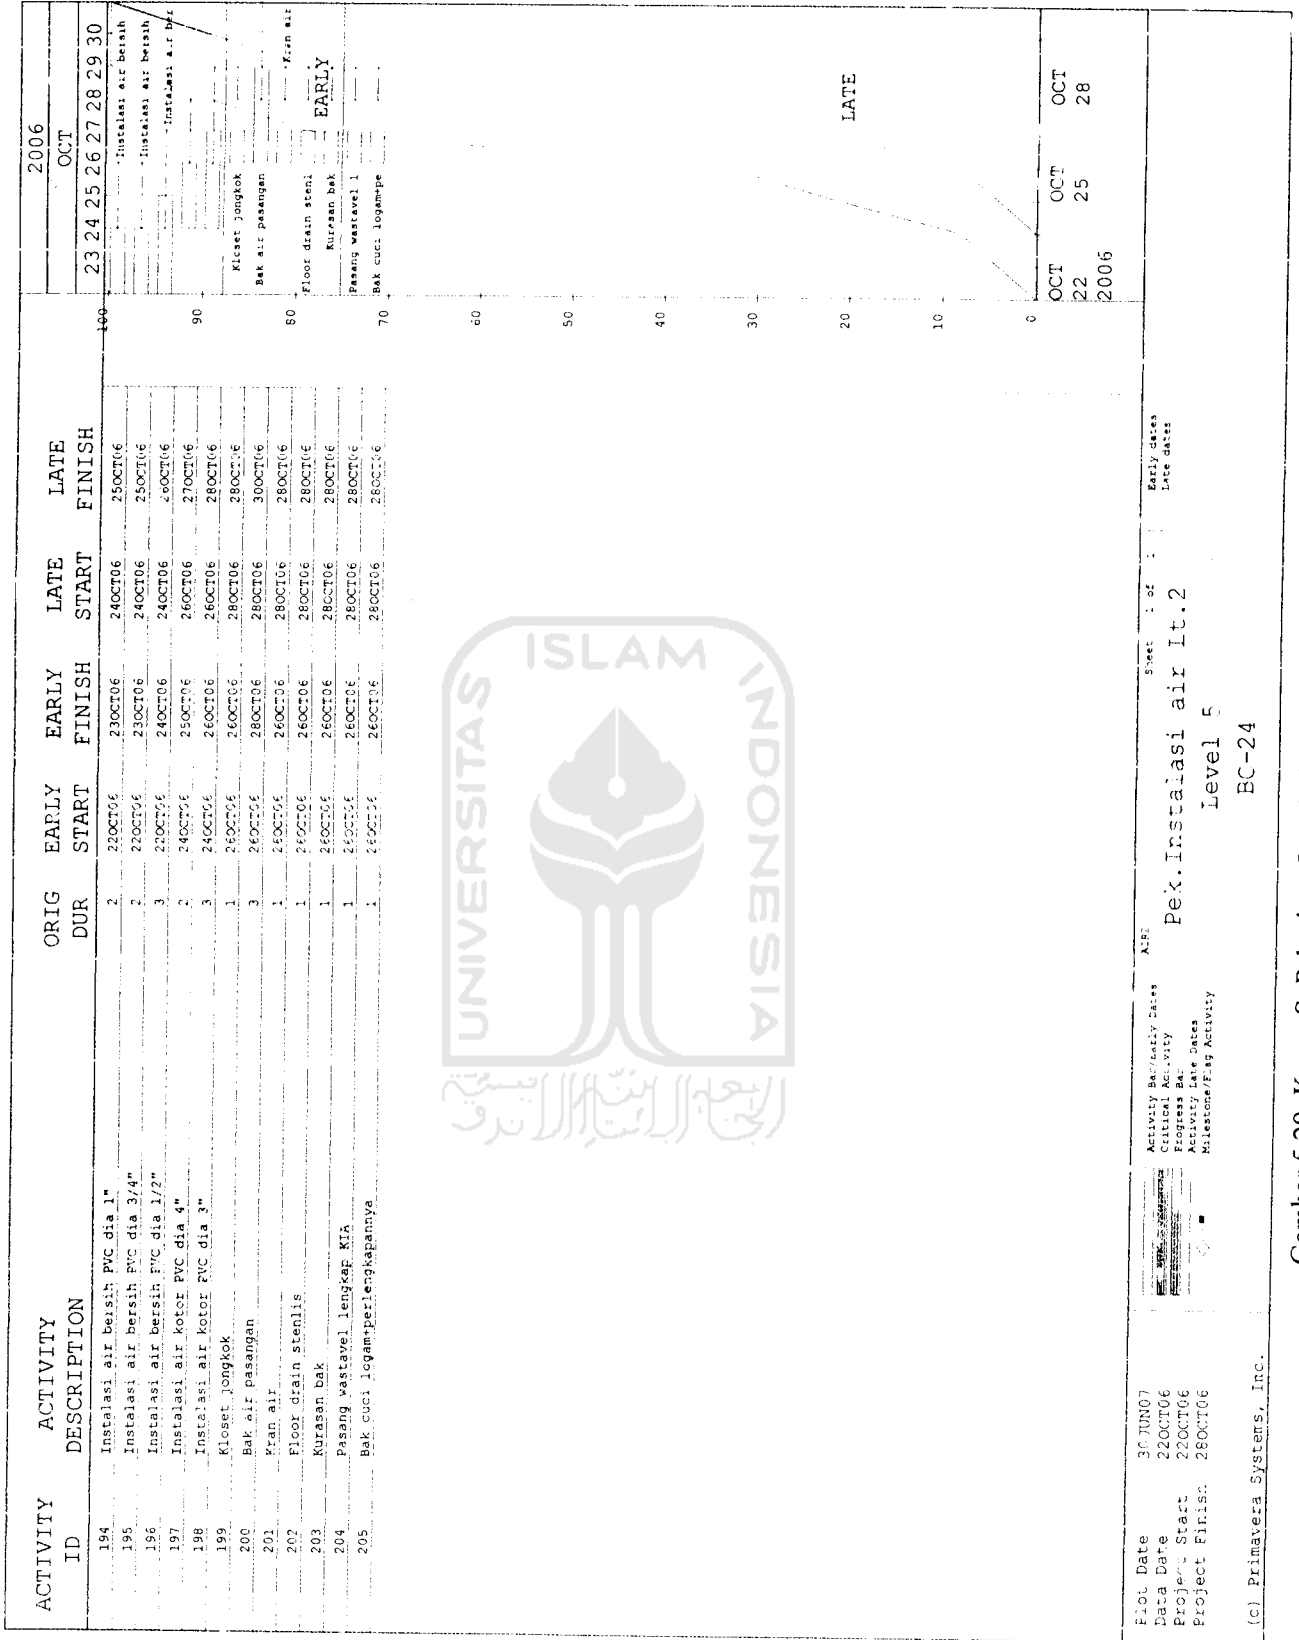 ACTIVITY ID ACTIVITY DESCRIPTION ORIG DUR EARLY START EARLY FINISH LATE START LATE FINISH
2006
OCT
23 24 25 26 27 28 29 30
194 Instalasi air bersih PVC dia 1" 2 22OCT06 23OCT06 24OCT06 25OCT06
195 Instalasi air bersih PVC dia 3/4" 2 22OCT06 23OCT06 24OCT06 25OCT06
196 Instalasi air bersih PVC dia 1/2" 3 22OCT06 24OCT06 24OCT06 26OCT06
197 Instalasi air kotor PVC dia 4" 2 24OCT06 25OCT06 26OCT06 27OCT06
198 Instalasi air kotor PVC dia 3" 3 24OCT06 26OCT06 26OCT06 28OCT06
199 Kloset jongkok 1 26OCT06 26OCT06 28OCT06 28OCT06
200 Bak air pasangan 3 26OCT06 28OCT06 28OCT06 30OCT06
201 Kran air 1 26OCT06 26OCT06 28OCT06 28OCT06
202 Floor drain stenlis 1 26OCT06 26OCT06 28OCT06 28OCT06
203 Kurasan bak 1 26OCT06 26OCT06 28OCT06 28OCT06
204 Pasang wastavel lengkap KIA 1 26OCT06 26OCT06 28OCT06 28OCT06
205 Bak cuci logam+perlengkapannya 1 26OCT06 26OCT06 28OCT06 28OCT06
Instalasi air bersih
Instalasi air bersih
Instalasi air ber
Kloset jongkok
Bak air pasangan
Kran air
Floor drain stenl
Kurasan bak
Pasang wastavel l
Bak cuci logam+pe
EARLY
LATE
100
90
80
70
60
50
40
30
20
10
0
OCT 22 2006
OCT 25
OCT 28
UNIVERSITAS
ISLAM
INDONESIA
Plot Date 30JUN07
Data Date 22OCT06
Project Start 22OCT06
Project Finish 28OCT06
(c) Primavera Systems, Inc.
Activity Bar/Early Dates
Critical Activity
Progress Bar
Activity Late Dates
Milestone/Flag Activity
Sheet 1 of 1
Early dates
Late dates
Pek.Instalasi air lt.2
Level 5
BC-24